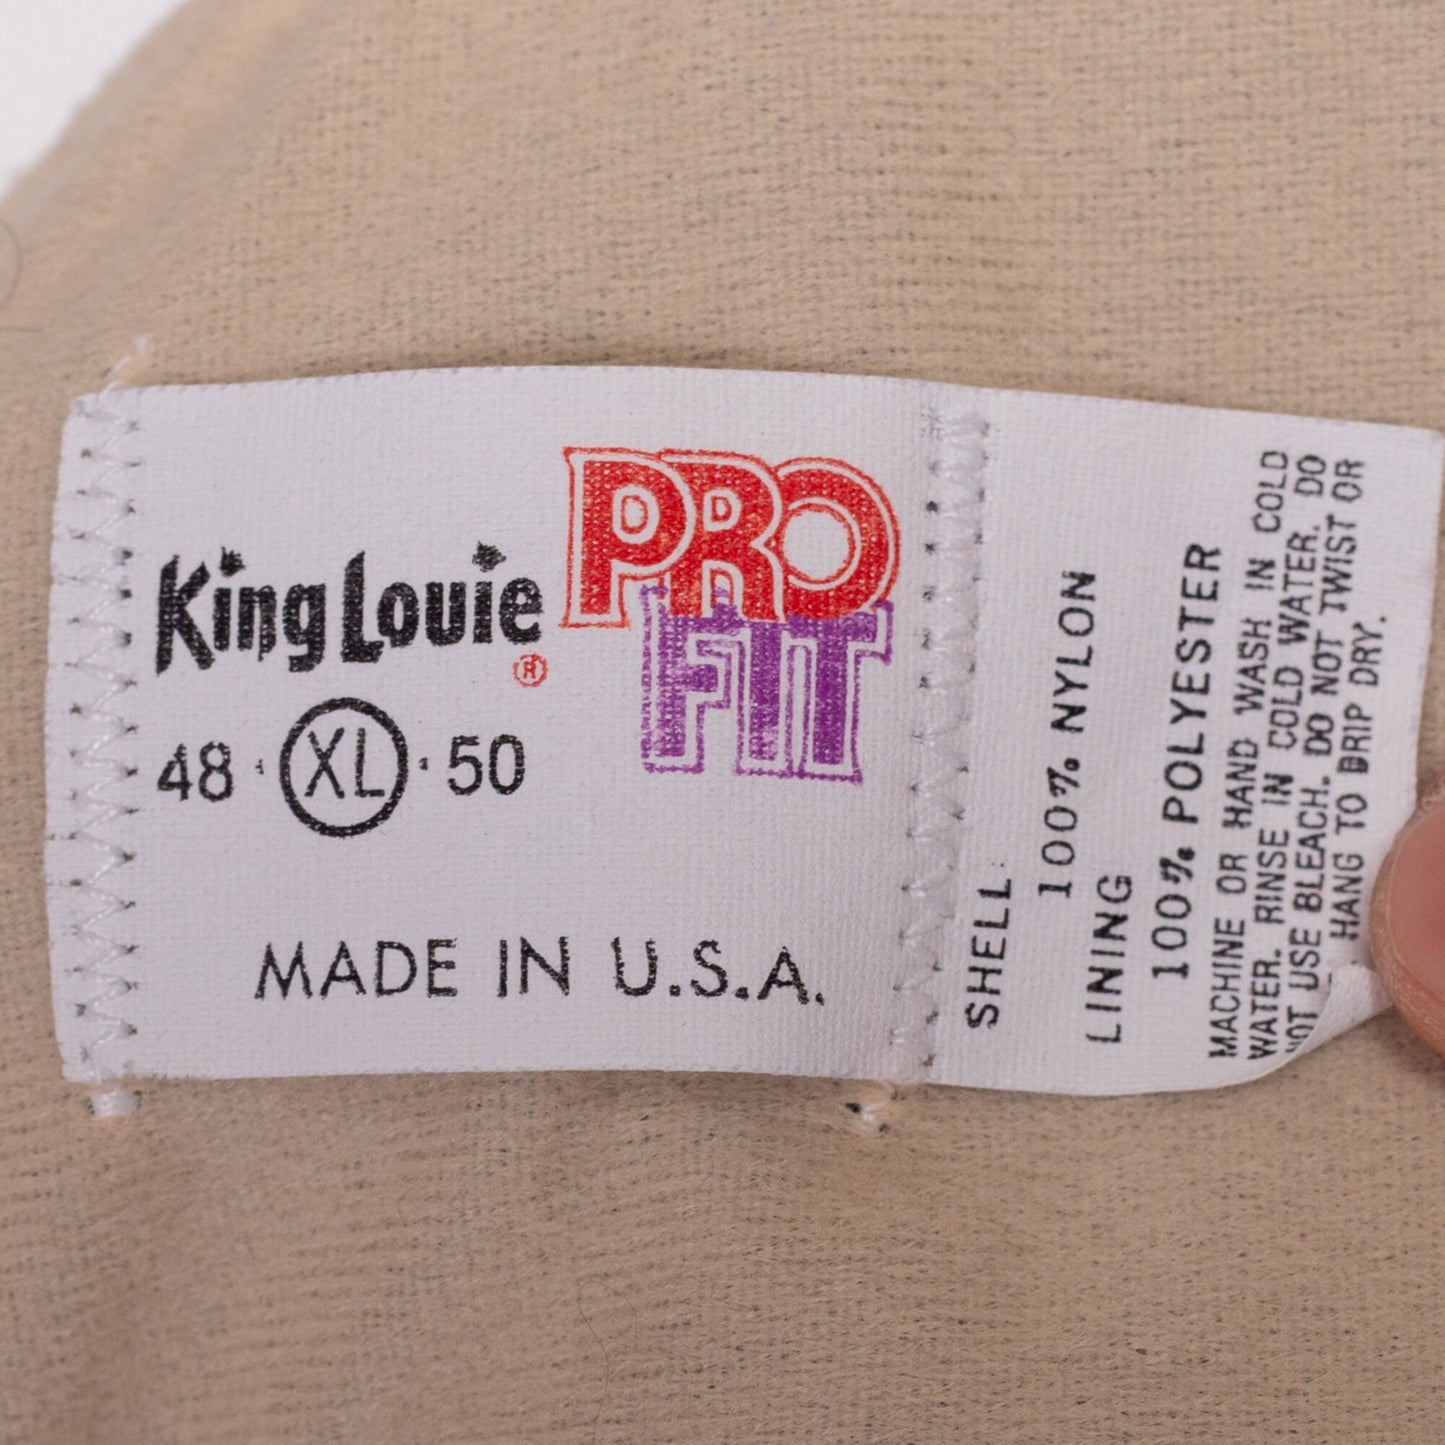 King Louie
®
PRO
FIT
48 · XL · 50
MADE IN U.S.A.
SHELL:
100% NYLON
LINING
100% POLYESTER
MACHINE OR HAND WASH IN COLD
WATER. RINSE IN COLD WATER. DO
NOT USE BLEACH. DO NOT TWIST OR
HANG TO DRIP DRY.